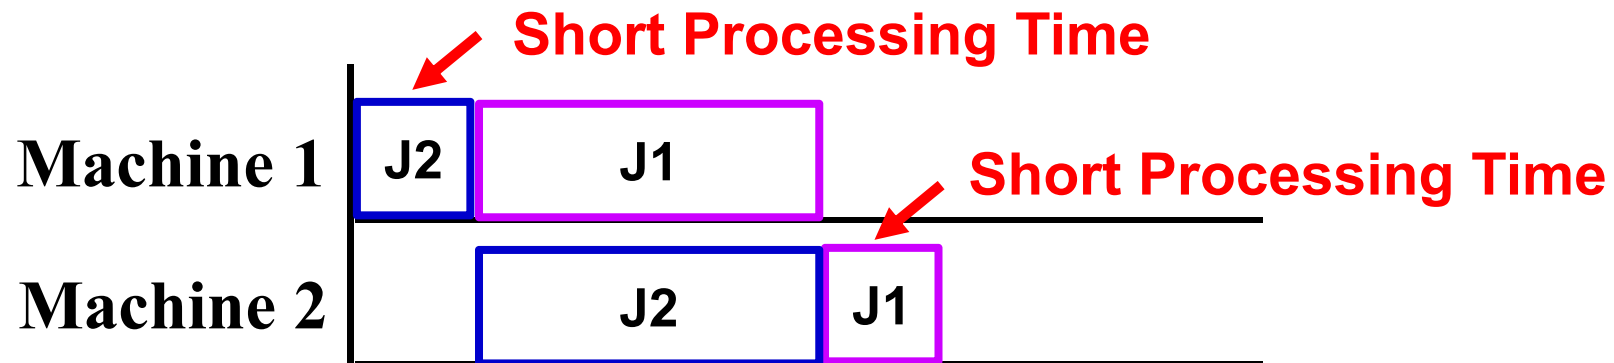 Short Processing Time
Machine 1 J2 J1
Short Processing Time
Machine 2 J2 J1